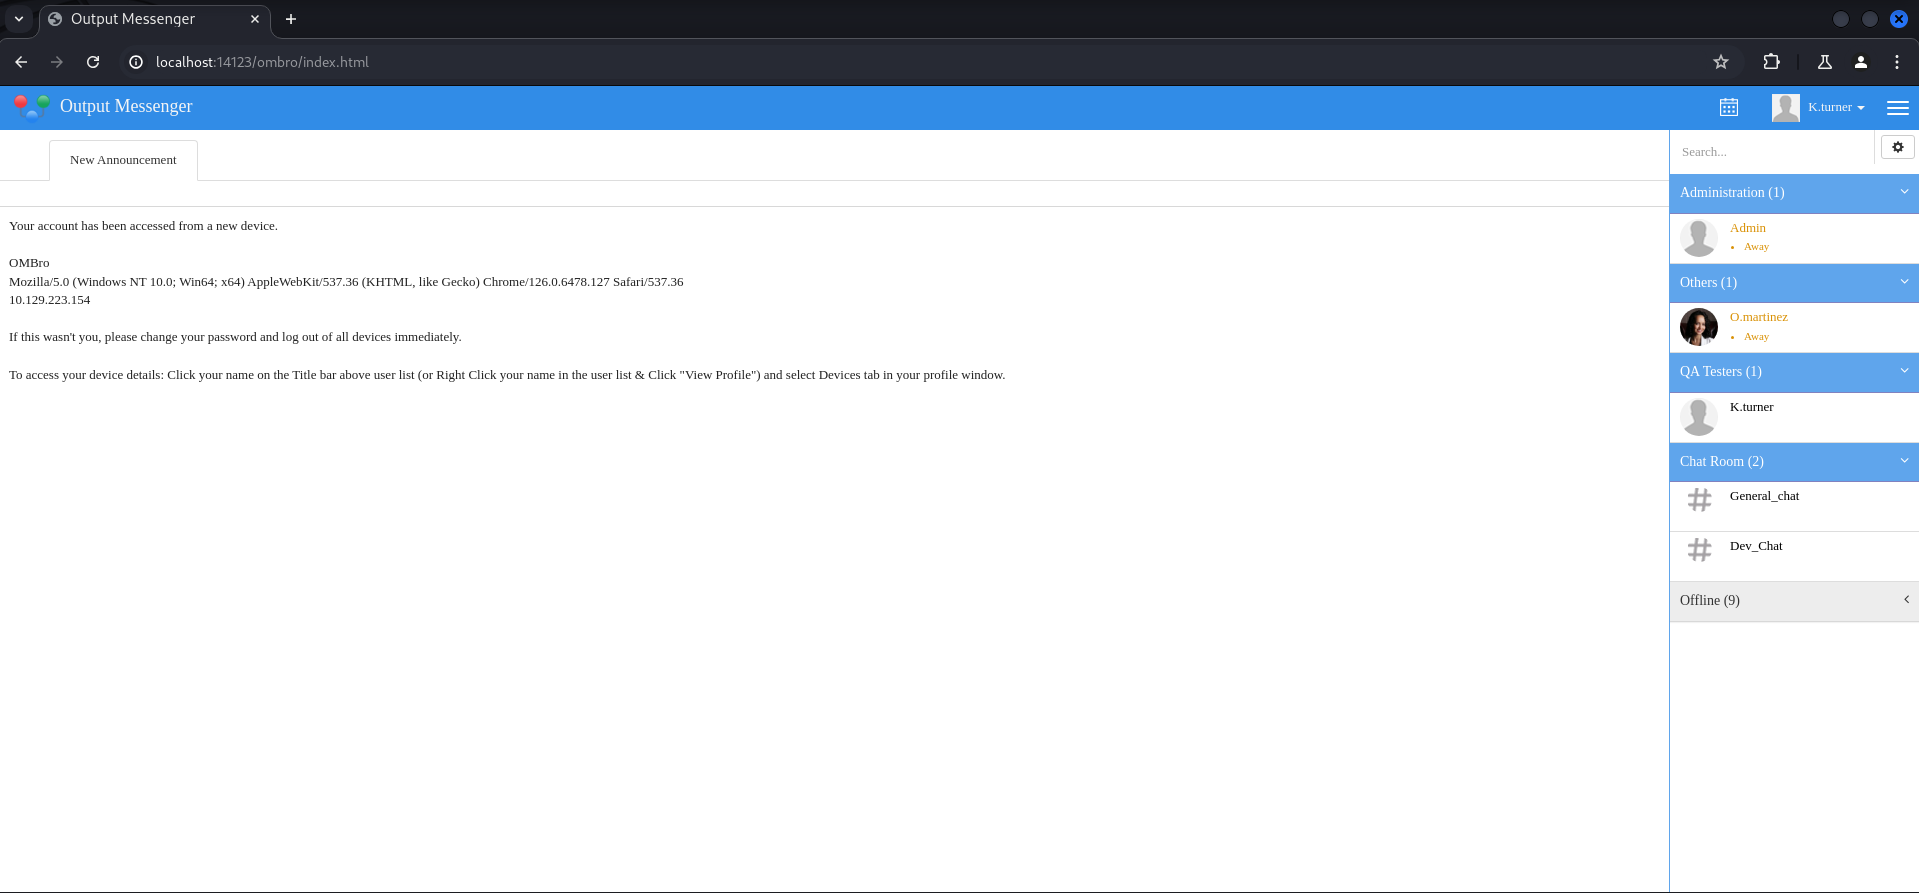 Output Messenger
localhost:14123/ombro/index.html
Output Messenger
K.turner
New Announcement
Search...
Your account has been accessed from a new device.
OMBro
Mozilla/5.0 (Windows NT 10.0; Win64; x64) AppleWebKit/537.36 (KHTML, like Gecko) Chrome/126.0.6478.127 Safari/537.36
10.129.223.154
If this wasn't you, please change your password and log out of all devices immediately.
To access your device details: Click your name on the Title bar above user list (or Right Click your name in the user list & Click "View Profile") and select Devices tab in your profile window.
Administration (1)
Admin
Away
Others (1)
O.martinez
Away
QA Testers (1)
K.turner
Chat Room (2)
General_chat
Dev_Chat
Offline (9)